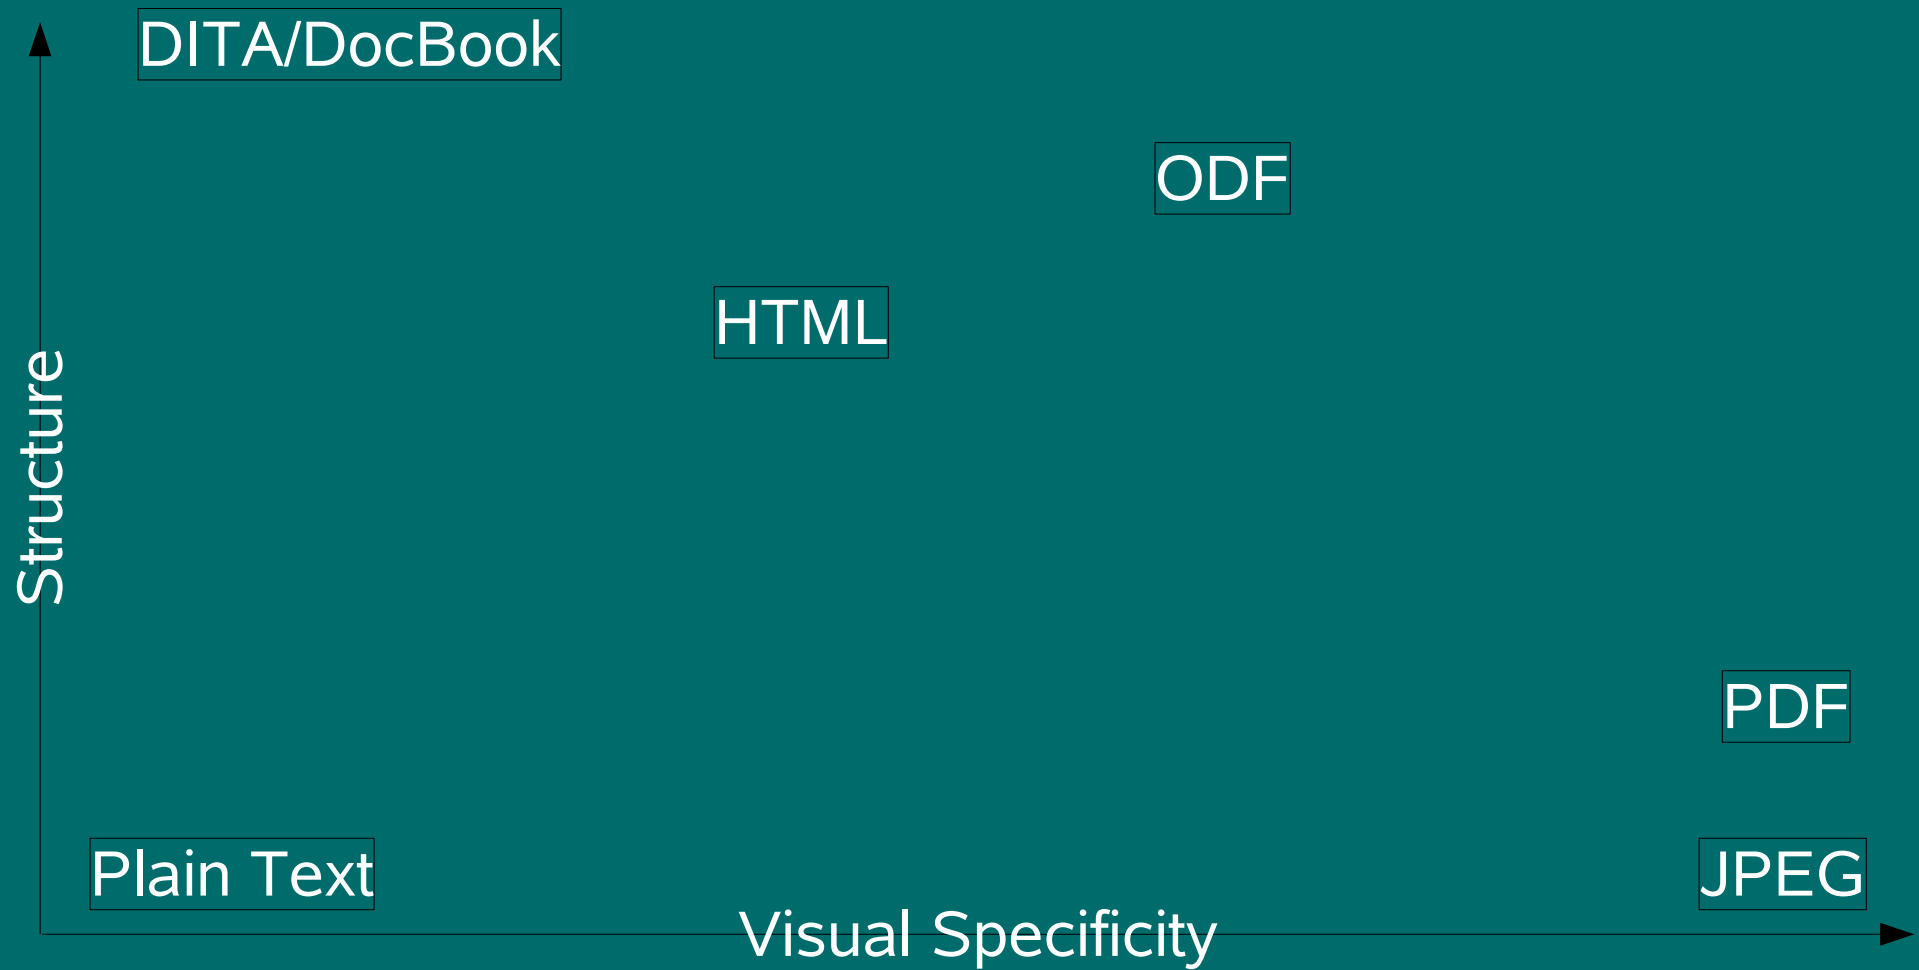 DITA/DocBook
ODF
HTML
Structure
PDF
Plain Text
JPEG
Visual Specificity